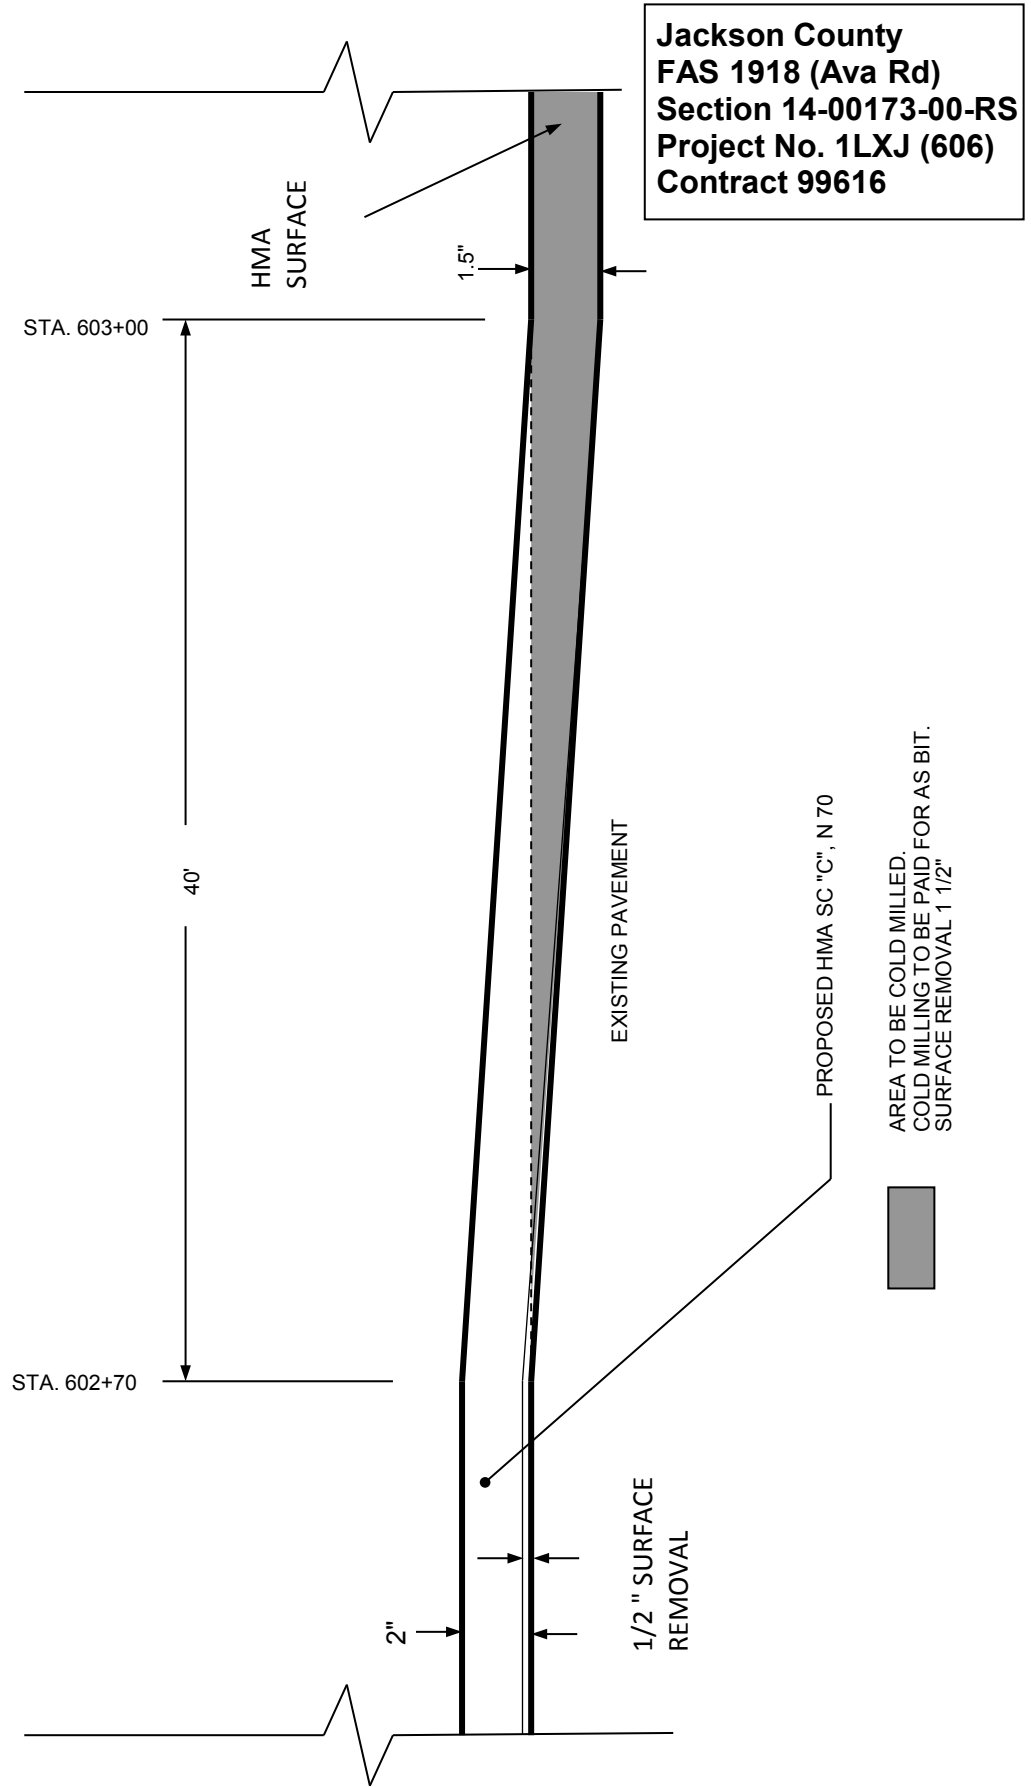 Jackson County
FAS 1918 (Ava Rd)
Section 14-00173-00-RS
Project No. 1LXJ (606)
Contract 99616
HMA
SURFACE
1.5"
STA. 603+00
40'
EXISTING PAVEMENT
PROPOSED HMA SC "C", N 70
AREA TO BE COLD MILLED.
COLD MILLING TO BE PAID FOR AS BIT.
SURFACE REMOVAL 1 1/2"
STA. 602+70
1/2 " SURFACE
REMOVAL
2"